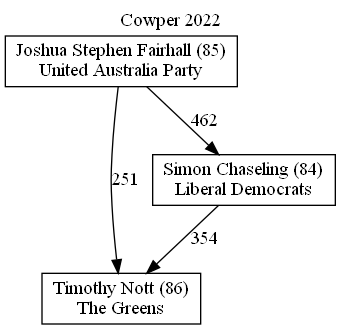 Cowper 2022
Joshua Stephen Fairhall (85)
United Australia Party
462
251
Simon Chaseling (84)
Liberal Democrats
354
Timothy Nott (86)
The Greens